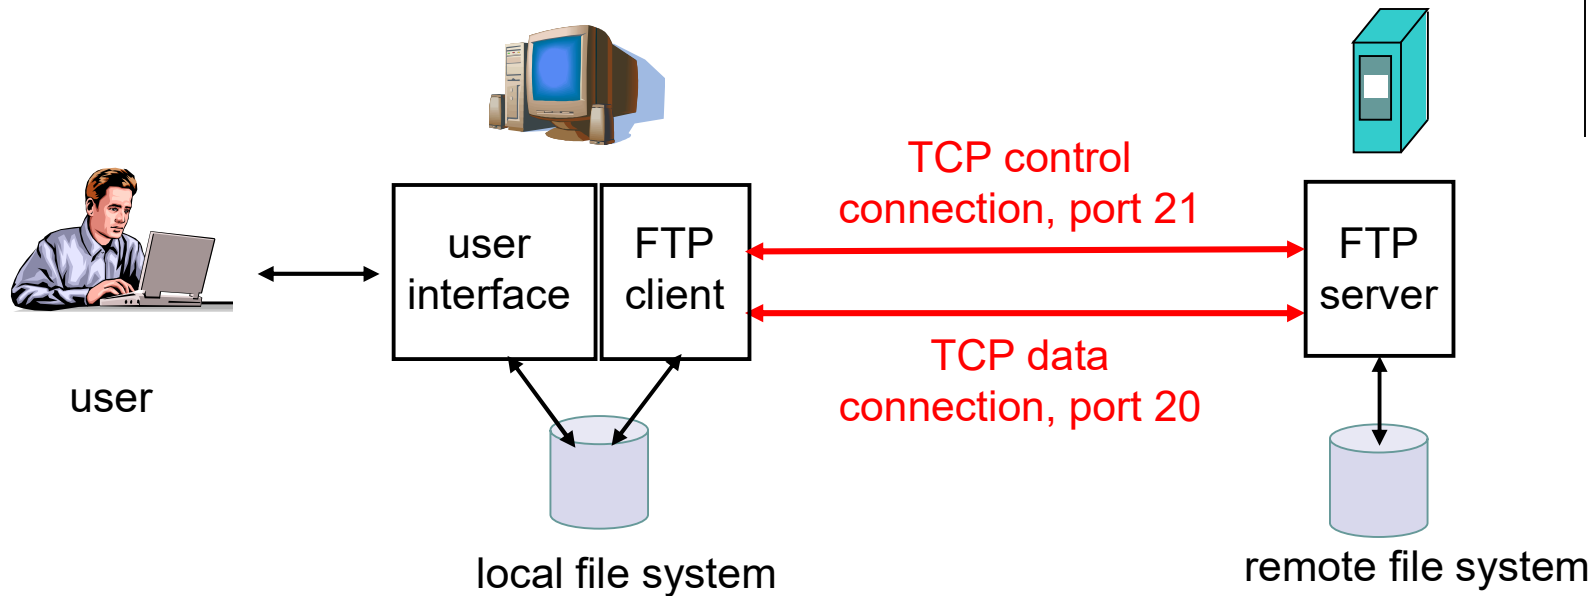 TCP control
connection, port 21
user
interface
FTP
client
FTP
server
TCP data
connection, port 20
user
local file system
remote file system